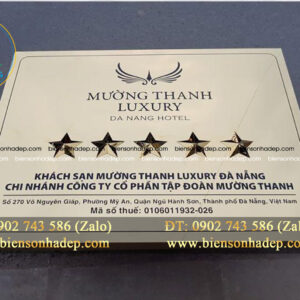 MƯỜNG THANH
LUXURY
DA NANG HOTEL
KHÁCH SẠN MƯỜNG THANH LUXURY ĐÀ NẴNG
CHI NHÁNH CÔNG TY CỔ PHẦN TẬP ĐOÀN MƯỜNG THANH
Số 270 Võ Nguyên Giáp, Phường Mỹ An, Quận Ngũ Hành Sơn, Thành phố Đà Nẵng, Việt Nam
Mã số thuế: 0106011932-026
0902 743 586 (Zalo) ĐT: 0902 743 586 (Zalo)
www.biensonhadep.com www.biensonhadep.com